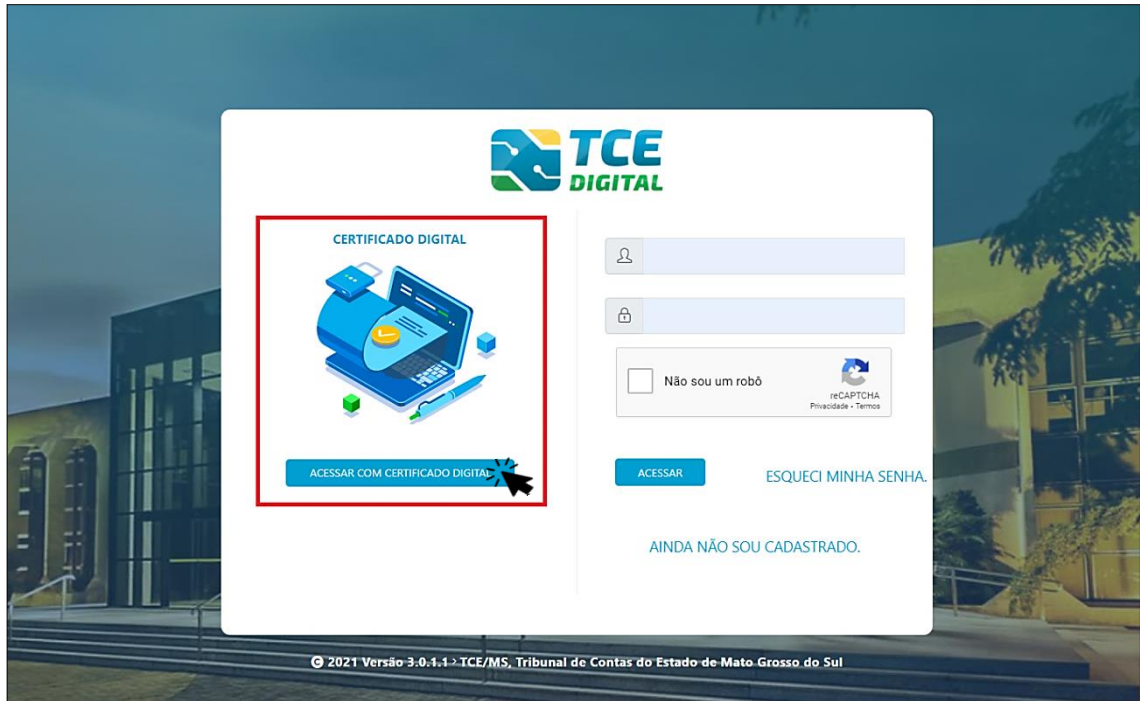 TCE
DIGITAL
CERTIFICADO DIGITAL
ACESSAR COM CERTIFICADO DIGITAL
Não sou um robô
reCAPTCHA
Privacidade - Termos
ACESSAR
ESQUECI MINHA SENHA.
AINDA NÃO SOU CADASTRADO.
© 2021 Versão 3.0.1.1 > TCE/MS, Tribunal de Contas do Estado de Mato Grosso do Sul